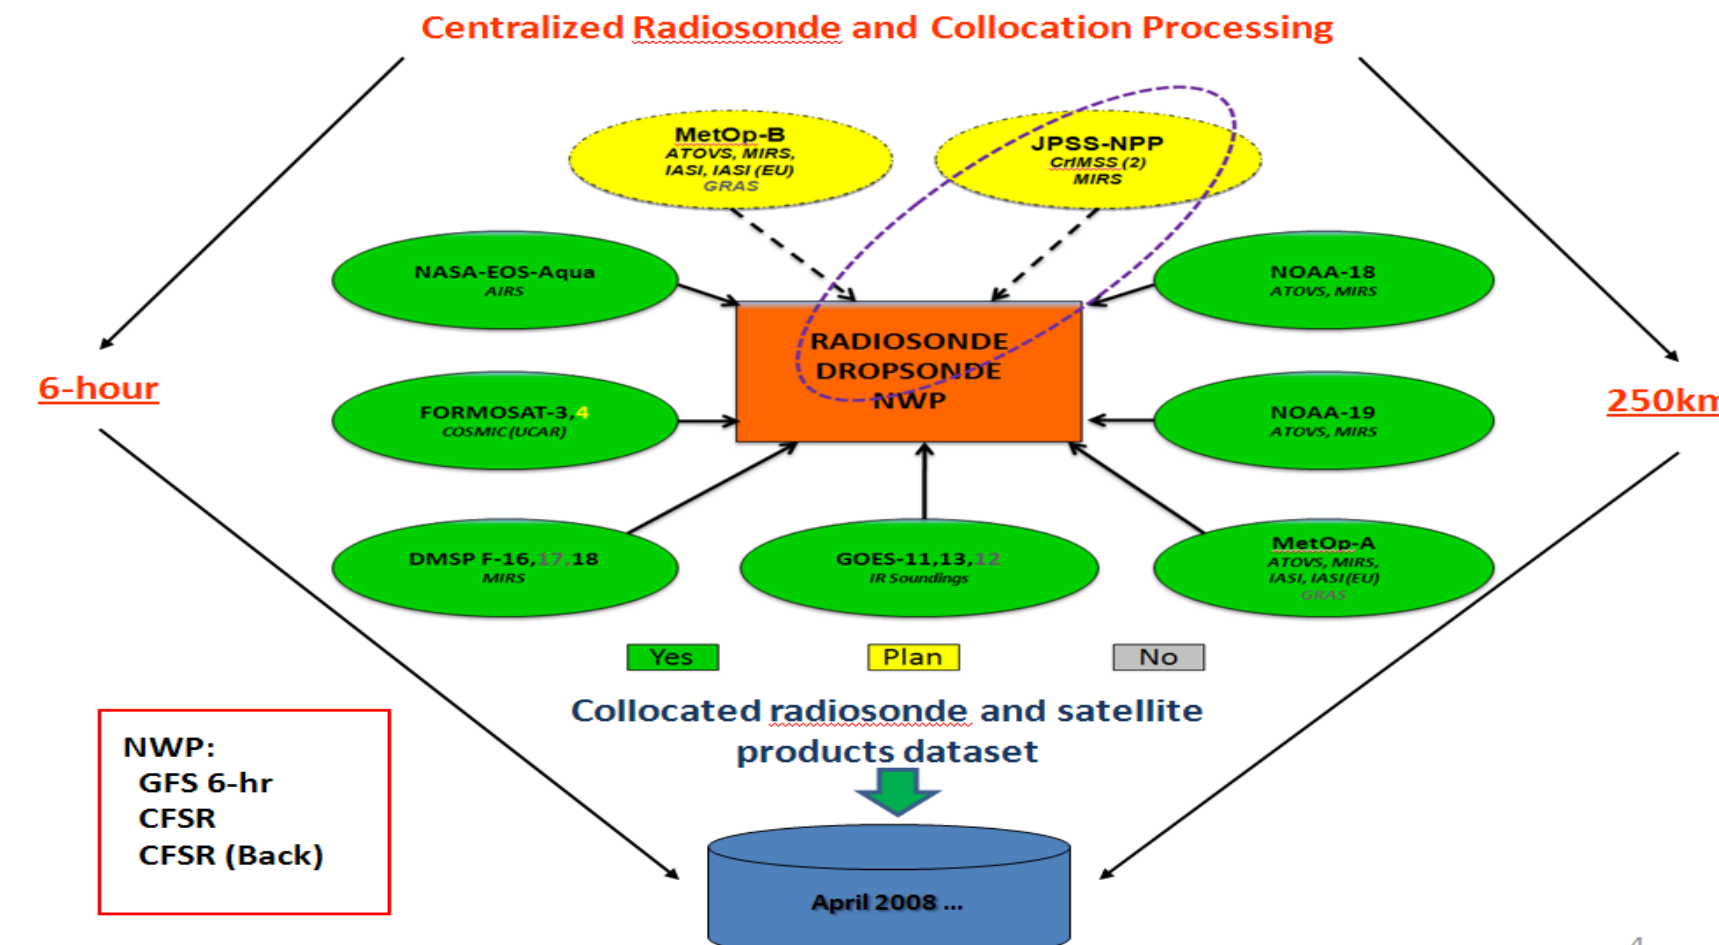 Centralized Radiosonde and Collocation Processing
MetOp-B
ATOVS, MIRS,
IASI, IASI (EU)
GRAS
JPSS-NPP
CrIMSS (2)
MIRS
NASA-EOS-Aqua
AIRS
NOAA-18
ATOVS, MIRS
RADIOSONDE
DROPSONDE
NWP
6-hour
250km
FORMOSAT-3,4
COSMIC (UCAR)
NOAA-19
ATOVS, MIRS
DMSP F-16,17,18
MIRS
GOES-11,13,12
IR Soundings
MetOp-A
ATOVS, MIRS,
IASI, IASI (EU)
GRAS
Yes
Plan
No
Collocated radiosonde and satellite
products dataset
NWP:
GFS 6-hr
CFSR
CFSR (Back)
April 2008 ...